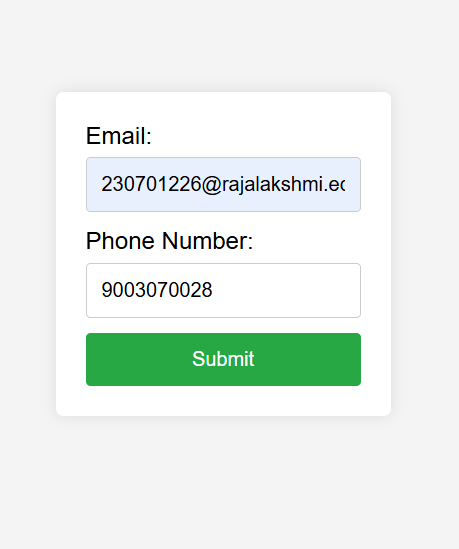 Email:
230701226@rajalakshmi.ec
Phone Number:
9003070028
Submit